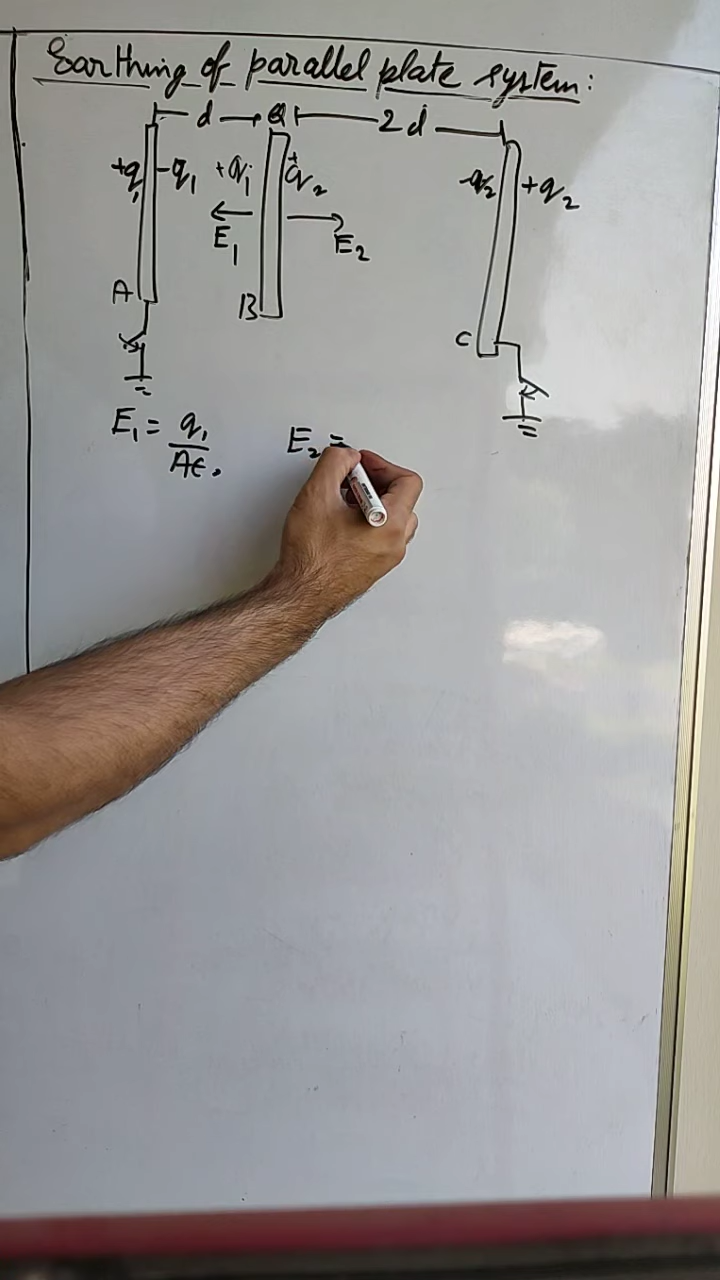 Earthing of parallel plate system:
d Q 2d
+q₁ -q₁ +q₁ +q₂ -q₂ +q₂
E₁ E₂
A B C
E₁ = q₁/Aε₀ E₂ =